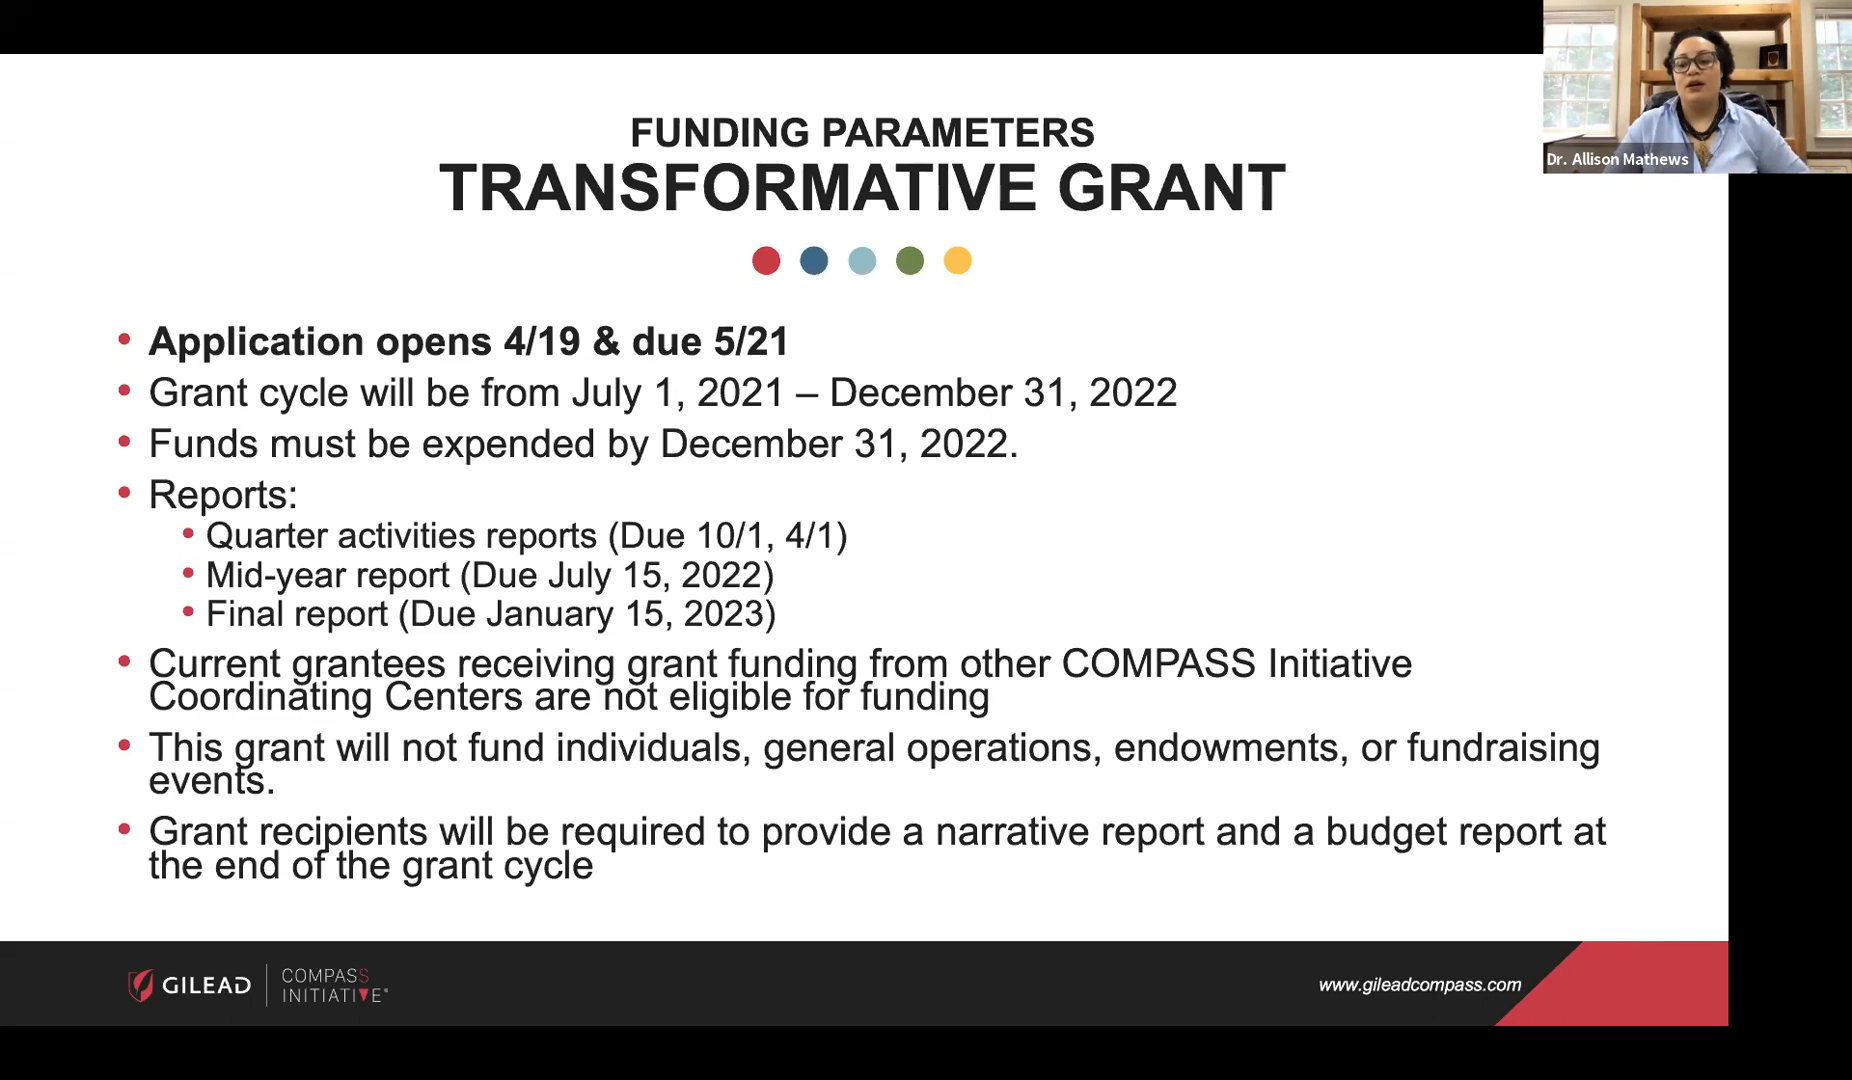 Dr. Allison Mathews
FUNDING PARAMETERS
TRANSFORMATIVE GRANT
• Application opens 4/19 & due 5/21
• Grant cycle will be from July 1, 2021 – December 31, 2022
• Funds must be expended by December 31, 2022.
• Reports:
• Quarter activities reports (Due 10/1, 4/1)
• Mid-year report (Due July 15, 2022)
• Final report (Due January 15, 2023)
• Current grantees receiving grant funding from other COMPASS Initiative
Coordinating Centers are not eligible for funding
• This grant will not fund individuals, general operations, endowments, or fundraising
events.
• Grant recipients will be required to provide a narrative report and a budget report at
the end of the grant cycle
GILEAD
COMPASS
INITIATIVE®
www.gileadcompass.com